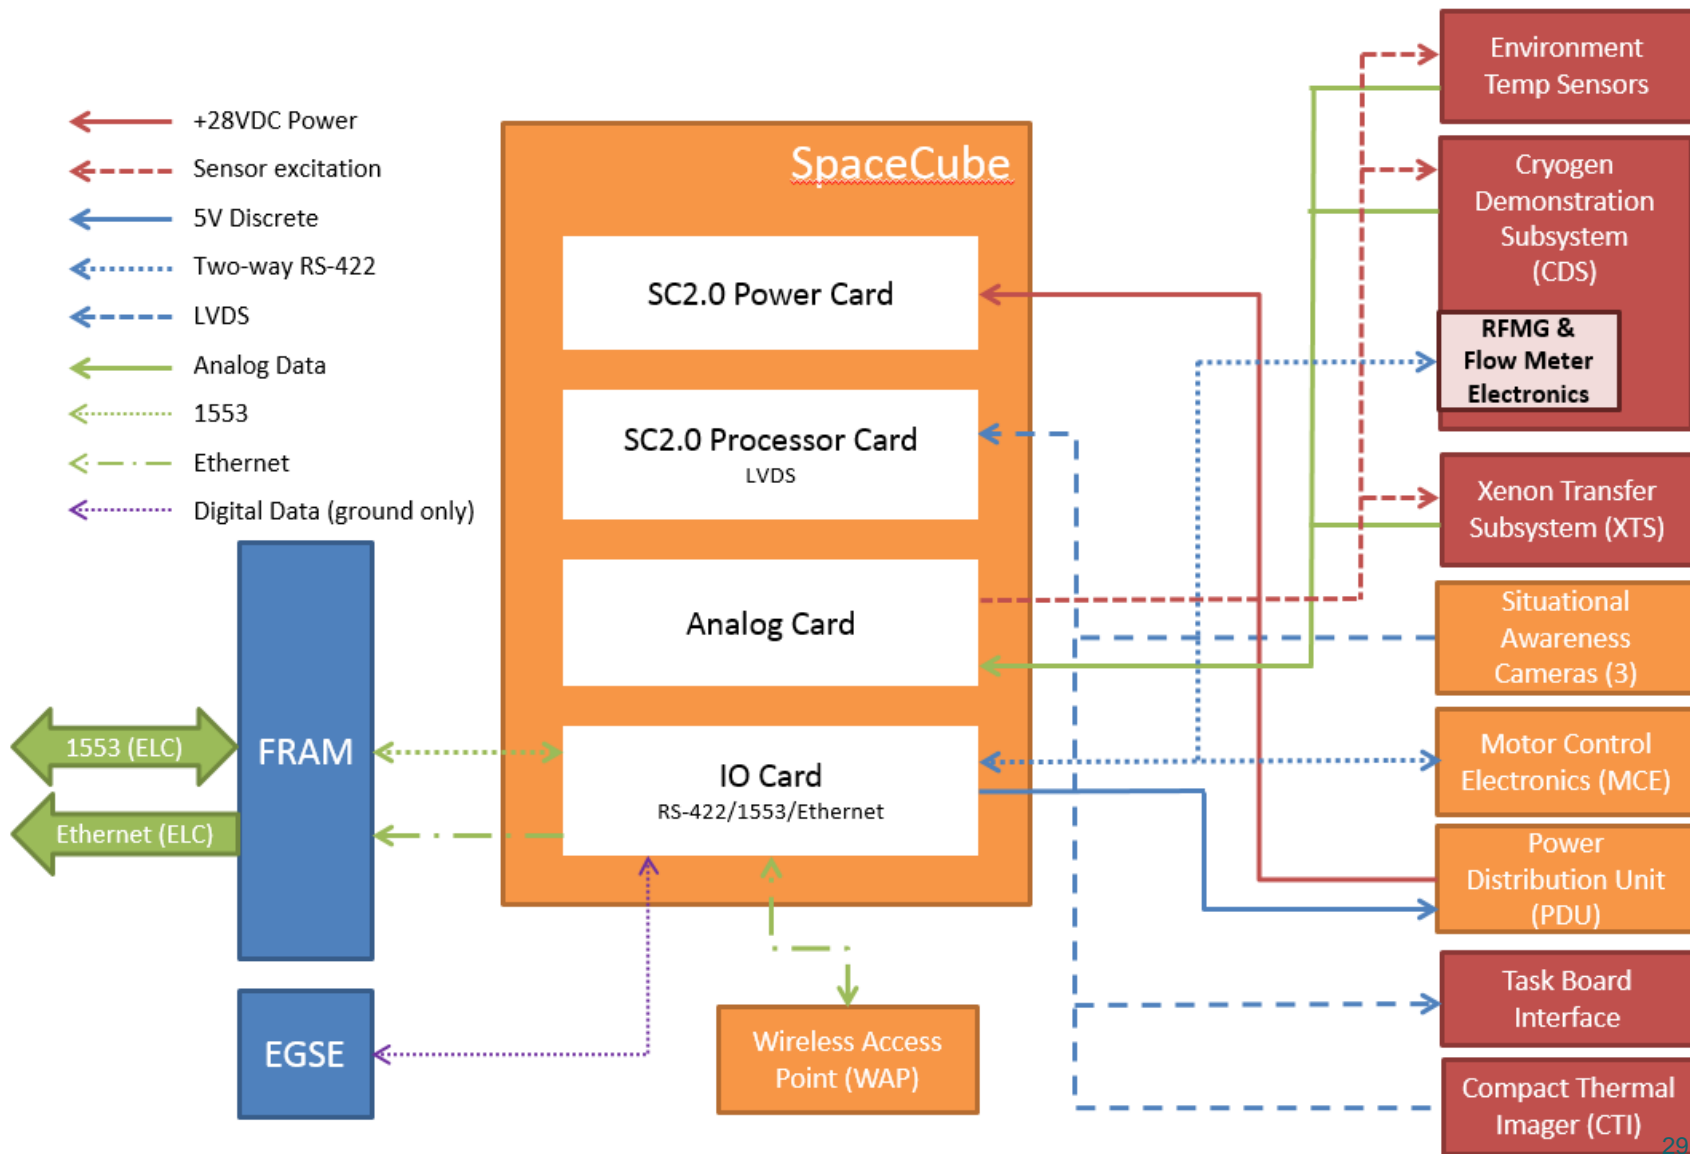 +28VDC Power
Sensor excitation
5V Discrete
Two-way RS-422
LVDS
Analog Data
1553
Ethernet
Digital Data (ground only)
1553 (ELC)
Ethernet (ELC)
FRAM
EGSE
SpaceCube
SC2.0 Power Card
SC2.0 Processor Card
LVDS
Analog Card
IO Card
RS-422/1553/Ethernet
Wireless Access
Point (WAP)
Environment
Temp Sensors
Cryogen
Demonstration
Subsystem
(CDS)
RFMG &
Flow Meter
Electronics
Xenon Transfer
Subsystem (XTS)
Situational
Awareness
Cameras (3)
Motor Control
Electronics (MCE)
Power
Distribution Unit
(PDU)
Task Board
Interface
Compact Thermal
Imager (CTI)
29